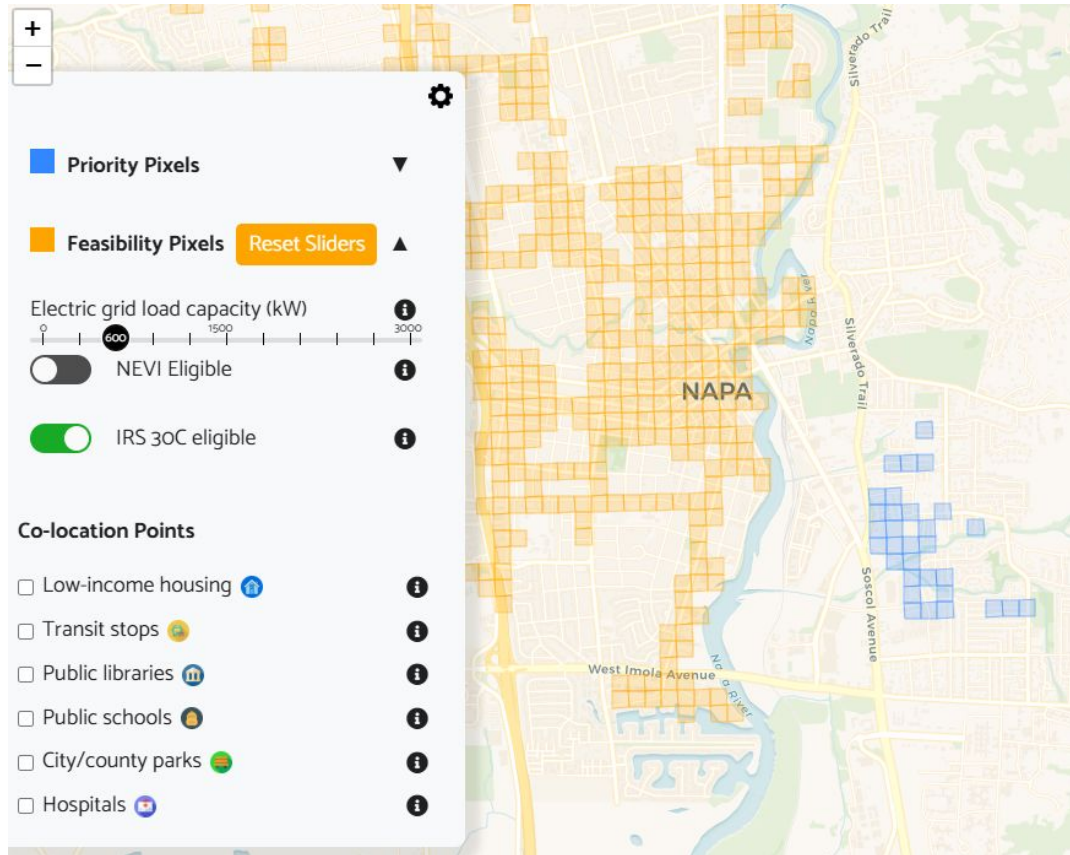 +
−
Priority Pixels ▼
Feasibility Pixels Reset Sliders ▲
Electric grid load capacity (kW)
0 600 1500 3000
NEVI Eligible
IRS 30C eligible
Co-location Points
Low-income housing
Transit stops
Public libraries
Public schools
City/county parks
Hospitals
Silverado Trail
Napa River
Silverado Trail
NAPA
Soscol Avenue
West Imola Avenue
Napa River